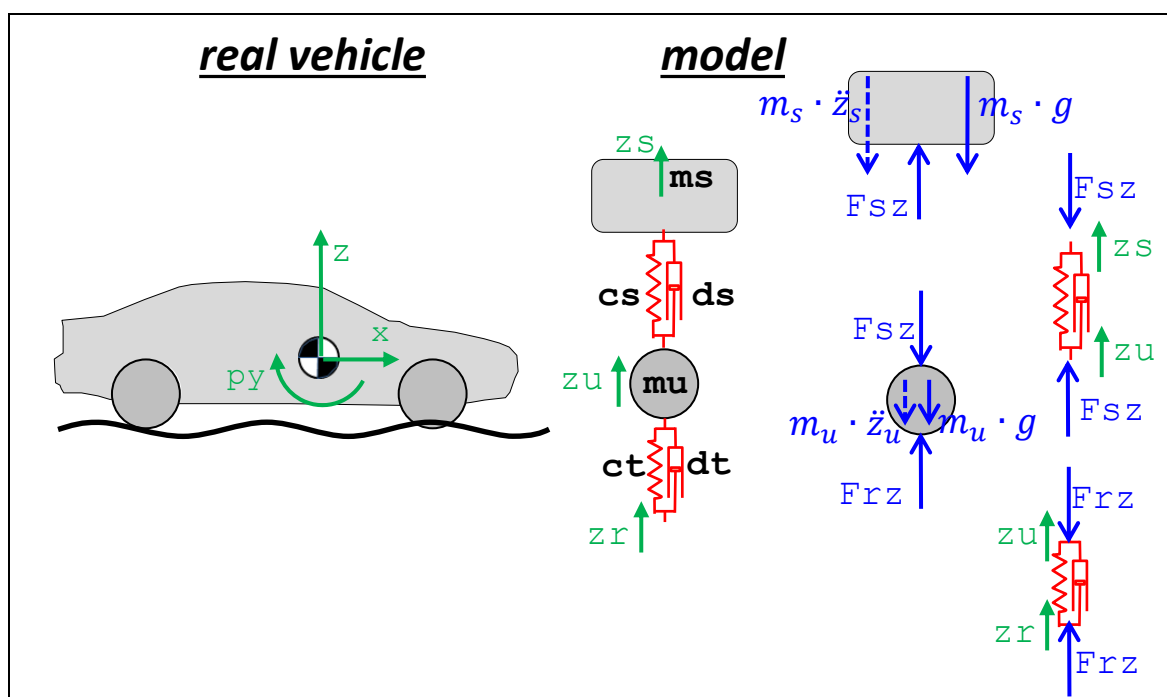 real vehicle
model
m_s · z̈_s
m_s · g
zs
ms
Fsz
Fsz
z
zs
cs
ds
Fsz
x
py
zu
mu
zu
Fsz
m_u · z̈_u
m_u · g
ct
dt
Frz
Frz
zr
zu
zr
Frz